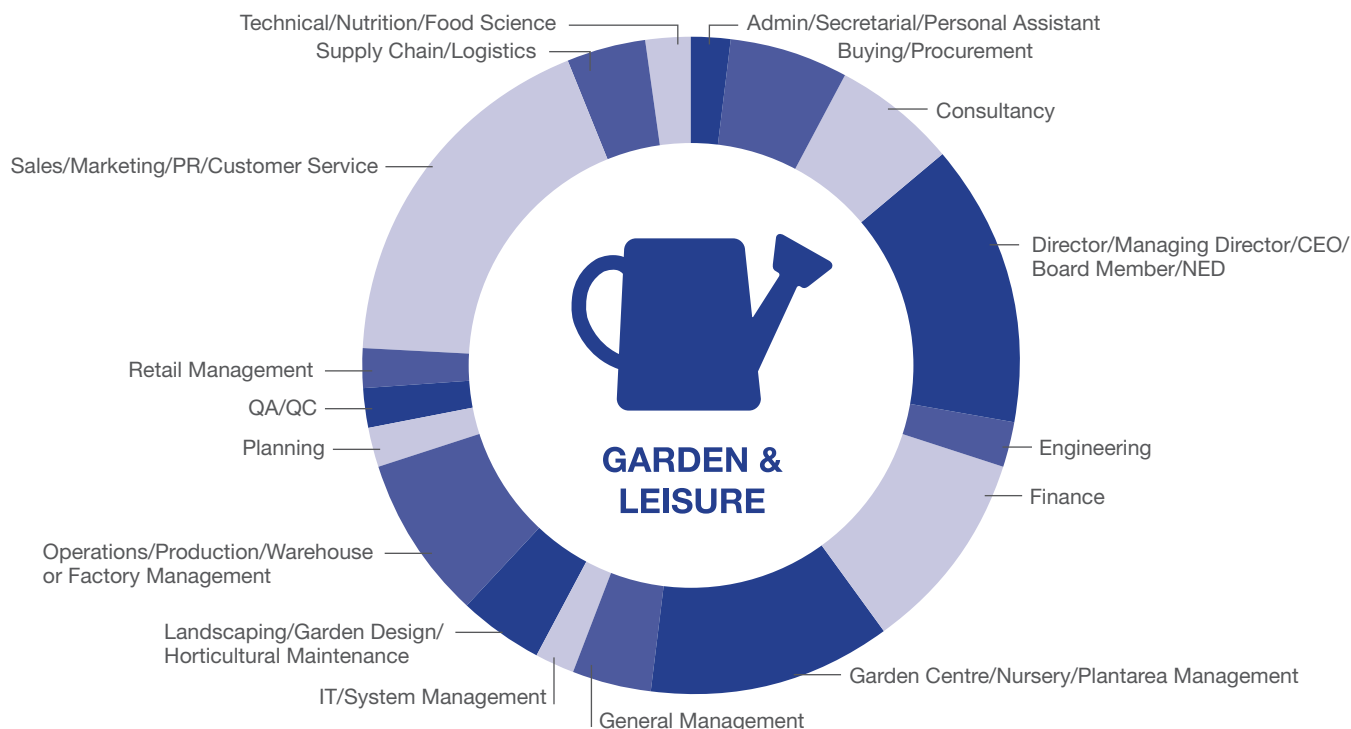 Technical/Nutrition/Food Science
Admin/Secretarial/Personal Assistant
Supply Chain/Logistics
Buying/Procurement
Consultancy
Sales/Marketing/PR/Customer Service
Director/Managing Director/CEO/
Board Member/NED
Retail Management
QA/QC
Planning
Engineering
GARDEN &
LEISURE
Finance
Operations/Production/Warehouse
or Factory Management
Landscaping/Garden Design/
Horticultural Maintenance
Garden Centre/Nursery/Plantarea Management
IT/System Management
General Management